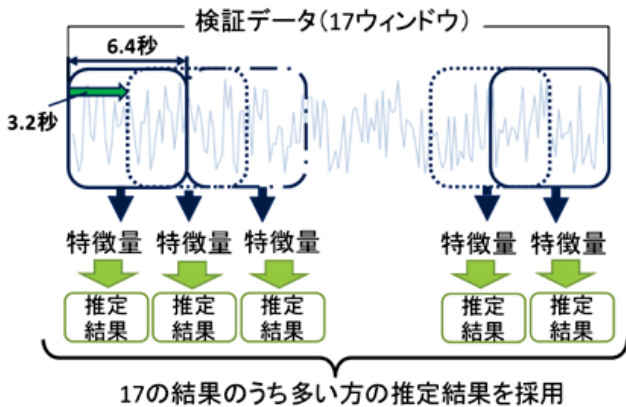 検証データ(17ウィンドウ)
6.4秒
3.2秒
特徴量 特徴量 特徴量 特徴量 特徴量
推定 推定 推定 推定 推定
結果 結果 結果 結果 結果
17の結果のうち多い方の推定結果を採用